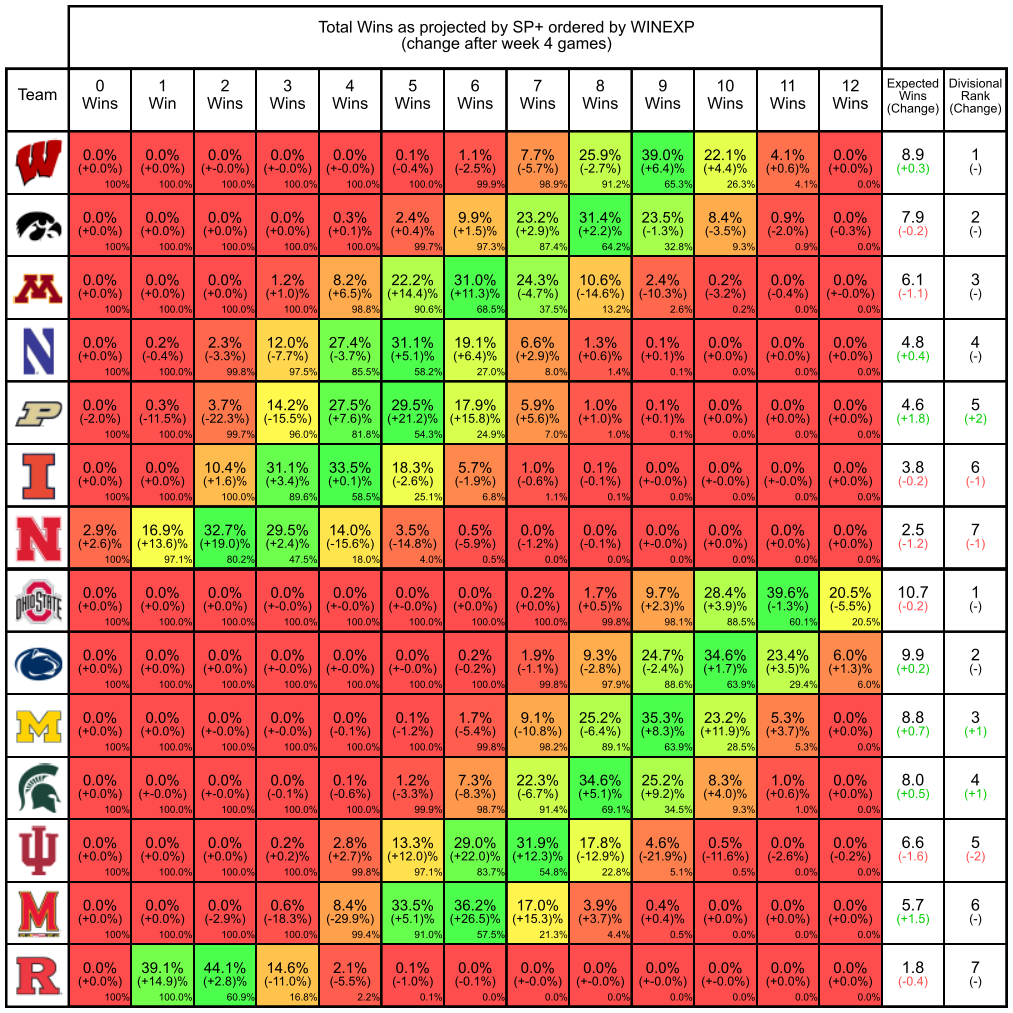 Total Wins as projected by SP+ ordered by WINEXP
(change after week 4 games)
Team 0 Wins 1 Win 2 Wins 3 Wins 4 Wins 5 Wins 6 Wins 7 Wins 8 Wins 9 Wins 10 Wins 11 Wins 12 Wins Expected Wins (Change) Divisional Rank (Change)
W 0.0% 0.0% 0.0% 0.0% 0.0% 0.1% 1.1% 7.7% 25.9% 39.0% 22.1% 4.1% 0.0% 8.9 1
(+0.0%) (+0.0%) (+-0.0%) (+-0.0%) (+0.0%) (-0.4%) (-2.5%) (-5.7%) (-2.7%) (+6.4)% (+4.4)% (+0.6)% (+0.0%) (+0.3) (-)
100% 100.0% 100.0% 100.0% 100.0% 100.0% 99.9% 98.9% 91.2% 65.3% 26.3% 4.1% 0.0%
0.0% 0.0% 0.0% 0.0% 0.3% 2.4% 9.9% 23.2% 31.4% 23.5% 8.4% 0.9% 0.0% 7.9 2
(+0.0%) (+0.0%) (+0.0%) (+0.0%) (+0.1)% (+0.4)% (+1.5)% (+2.9)% (+2.2)% (-1.3%) (-3.5%) (-2.0%) (-0.3%) (-0.2) (-)
100% 100.0% 100.0% 100.0% 100.0% 99.7% 97.3% 87.4% 64.2% 32.8% 9.3% 0.9% 0.0%
M 0.0% 0.0% 0.0% 1.2% 8.2% 22.2% 31.0% 24.3% 10.6% 2.4% 0.2% 0.0% 0.0% 6.1 3
(+0.0%) (+0.0%) (+0.0%) (+1.0)% (+6.5)% (+14.4)% (+11.3)% (-4.7%) (-14.6%) (-10.3%) (-3.2%) (-0.4%) (+-0.0%) (-1.1) (-)
100% 100.0% 100.0% 100.0% 98.8% 90.6% 68.5% 37.5% 13.2% 2.6% 0.2% 0.0% 0.0%
N 0.0% 0.2% 2.3% 12.0% 27.4% 31.1% 19.1% 6.6% 1.3% 0.1% 0.0% 0.0% 0.0% 4.8 4
(+0.0%) (-0.4%) (-3.3%) (-7.7%) (-3.7%) (+5.1)% (+6.4)% (+2.9)% (+0.6)% (+0.1)% (+0.0%) (+0.0%) (+0.0%) (+0.4) (-)
100% 100.0% 99.8% 97.5% 85.5% 58.2% 27.0% 8.0% 1.4% 0.1% 0.0% 0.0% 0.0%
P 0.0% 0.3% 3.7% 14.2% 27.5% 29.5% 17.9% 5.9% 1.0% 0.1% 0.0% 0.0% 0.0% 4.6 5
(-2.0%) (-11.5%) (-22.3%) (-15.5%) (+7.6)% (+21.2)% (+15.8)% (+5.6)% (+1.0)% (+0.1)% (+0.0%) (+0.0%) (+0.0%) (+1.8) (+2)
100% 100.0% 99.7% 96.0% 81.8% 54.3% 24.9% 7.0% 1.0% 0.1% 0.0% 0.0% 0.0%
I 0.0% 0.0% 10.4% 31.1% 33.5% 18.3% 5.7% 1.0% 0.1% 0.0% 0.0% 0.0% 0.0% 3.8 6
(+0.0%) (+0.0%) (+1.6)% (+3.4)% (+0.1)% (-2.6%) (-1.9%) (-0.6%) (-0.1%) (+-0.0%) (+-0.0%) (+-0.0%) (+0.0%) (-0.2) (-1)
100% 100.0% 100.0% 89.6% 58.5% 25.1% 6.8% 1.1% 0.1% 0.0% 0.0% 0.0% 0.0%
N 2.9% 16.9% 32.7% 29.5% 14.0% 3.5% 0.5% 0.0% 0.0% 0.0% 0.0% 0.0% 0.0% 2.5 7
(+2.6)% (+13.6)% (+19.0)% (+2.4)% (-15.6%) (-14.8%) (-5.9%) (-1.2%) (-0.1%) (+-0.0%) (+0.0%) (+0.0%) (+0.0%) (-1.2) (-1)
100% 97.1% 80.2% 47.5% 18.0% 4.0% 0.5% 0.0% 0.0% 0.0% 0.0% 0.0% 0.0%
OHIO STATE 0.0% 0.0% 0.0% 0.0% 0.0% 0.0% 0.0% 0.2% 1.7% 9.7% 28.4% 39.6% 20.5% 10.7 1
(+0.0%) (+0.0%) (+0.0%) (+-0.0%) (+-0.0%) (+-0.0%) (+0.0%) (+0.0%) (+0.5)% (+2.3)% (+3.9)% (-1.3%) (-5.5%) (-0.2) (-)
100% 100.0% 100.0% 100.0% 100.0% 100.0% 100.0% 100.0% 99.8% 98.1% 88.5% 60.1% 20.5%
0.0% 0.0% 0.0% 0.0% 0.0% 0.0% 0.2% 1.9% 9.3% 24.7% 34.6% 23.4% 6.0% 9.9 2
(+0.0%) (+0.0%) (+-0.0%) (+-0.0%) (+-0.0%) (+-0.0%) (-0.2%) (-1.1%) (-2.8%) (-2.4%) (+1.7)% (+3.5)% (+1.3)% (+0.2) (-)
100% 100.0% 100.0% 100.0% 100.0% 100.0% 100.0% 99.8% 97.9% 88.6% 63.9% 29.4% 6.0%
M 0.0% 0.0% 0.0% 0.0% 0.0% 0.1% 1.7% 9.1% 25.2% 35.3% 23.2% 5.3% 0.0% 8.8 3
(+0.0%) (+0.0%) (+-0.0%) (+-0.0%) (-0.1%) (-1.2%) (-5.4%) (-10.8%) (-6.4%) (+8.3)% (+11.9)% (+3.7)% (+0.0%) (+0.7) (+1)
100% 100.0% 100.0% 100.0% 100.0% 100.0% 99.8% 98.2% 89.1% 63.9% 28.5% 5.3% 0.0%
0.0% 0.0% 0.0% 0.0% 0.1% 1.2% 7.3% 22.3% 34.6% 25.2% 8.3% 1.0% 0.0% 8.0 4
(+0.0%) (+-0.0%) (+-0.0%) (-0.1%) (-0.6%) (-3.3%) (-8.3%) (-6.7%) (+5.1)% (+9.2)% (+4.0)% (+0.6)% (+0.0%) (+0.5) (+1)
100% 100.0% 100.0% 100.0% 100.0% 99.9% 98.7% 91.4% 69.1% 34.5% 9.3% 1.0% 0.0%
IU 0.0% 0.0% 0.0% 0.2% 2.8% 13.3% 29.0% 31.9% 17.8% 4.6% 0.5% 0.0% 0.0% 6.6 5
(+0.0%) (+0.0%) (+0.0%) (+0.2)% (+2.7)% (+12.0)% (+22.0)% (+12.3)% (-12.9%) (-21.9%) (-11.6%) (-2.6%) (-0.2%) (-1.6) (-2)
100% 100.0% 100.0% 100.0% 99.8% 97.1% 83.7% 54.8% 22.8% 5.1% 0.5% 0.0% 0.0%
M 0.0% 0.0% 0.0% 0.6% 8.4% 33.5% 36.2% 17.0% 3.9% 0.4% 0.0% 0.0% 0.0% 5.7 6
(+0.0%) (+0.0%) (-2.9%) (-18.3%) (-29.9%) (+5.1)% (+26.5)% (+15.3)% (+3.7)% (+0.4)% (+0.0%) (+0.0%) (+0.0%) (+1.5) (-)
100% 100.0% 100.0% 100.0% 99.4% 91.0% 57.5% 21.3% 4.4% 0.5% 0.0% 0.0% 0.0%
R 0.0% 39.1% 44.1% 14.6% 2.1% 0.1% 0.0% 0.0% 0.0% 0.0% 0.0% 0.0% 0.0% 1.8 7
(+0.0%) (+14.9)% (+2.8)% (-11.0%) (-5.5%) (-1.0%) (-0.1%) (+-0.0%) (+-0.0%) (+-0.0%) (+0.0%) (+0.0%) (+0.0%) (-0.4) (-)
100% 100.0% 60.9% 16.8% 2.2% 0.1% 0.0% 0.0% 0.0% 0.0% 0.0% 0.0% 0.0%